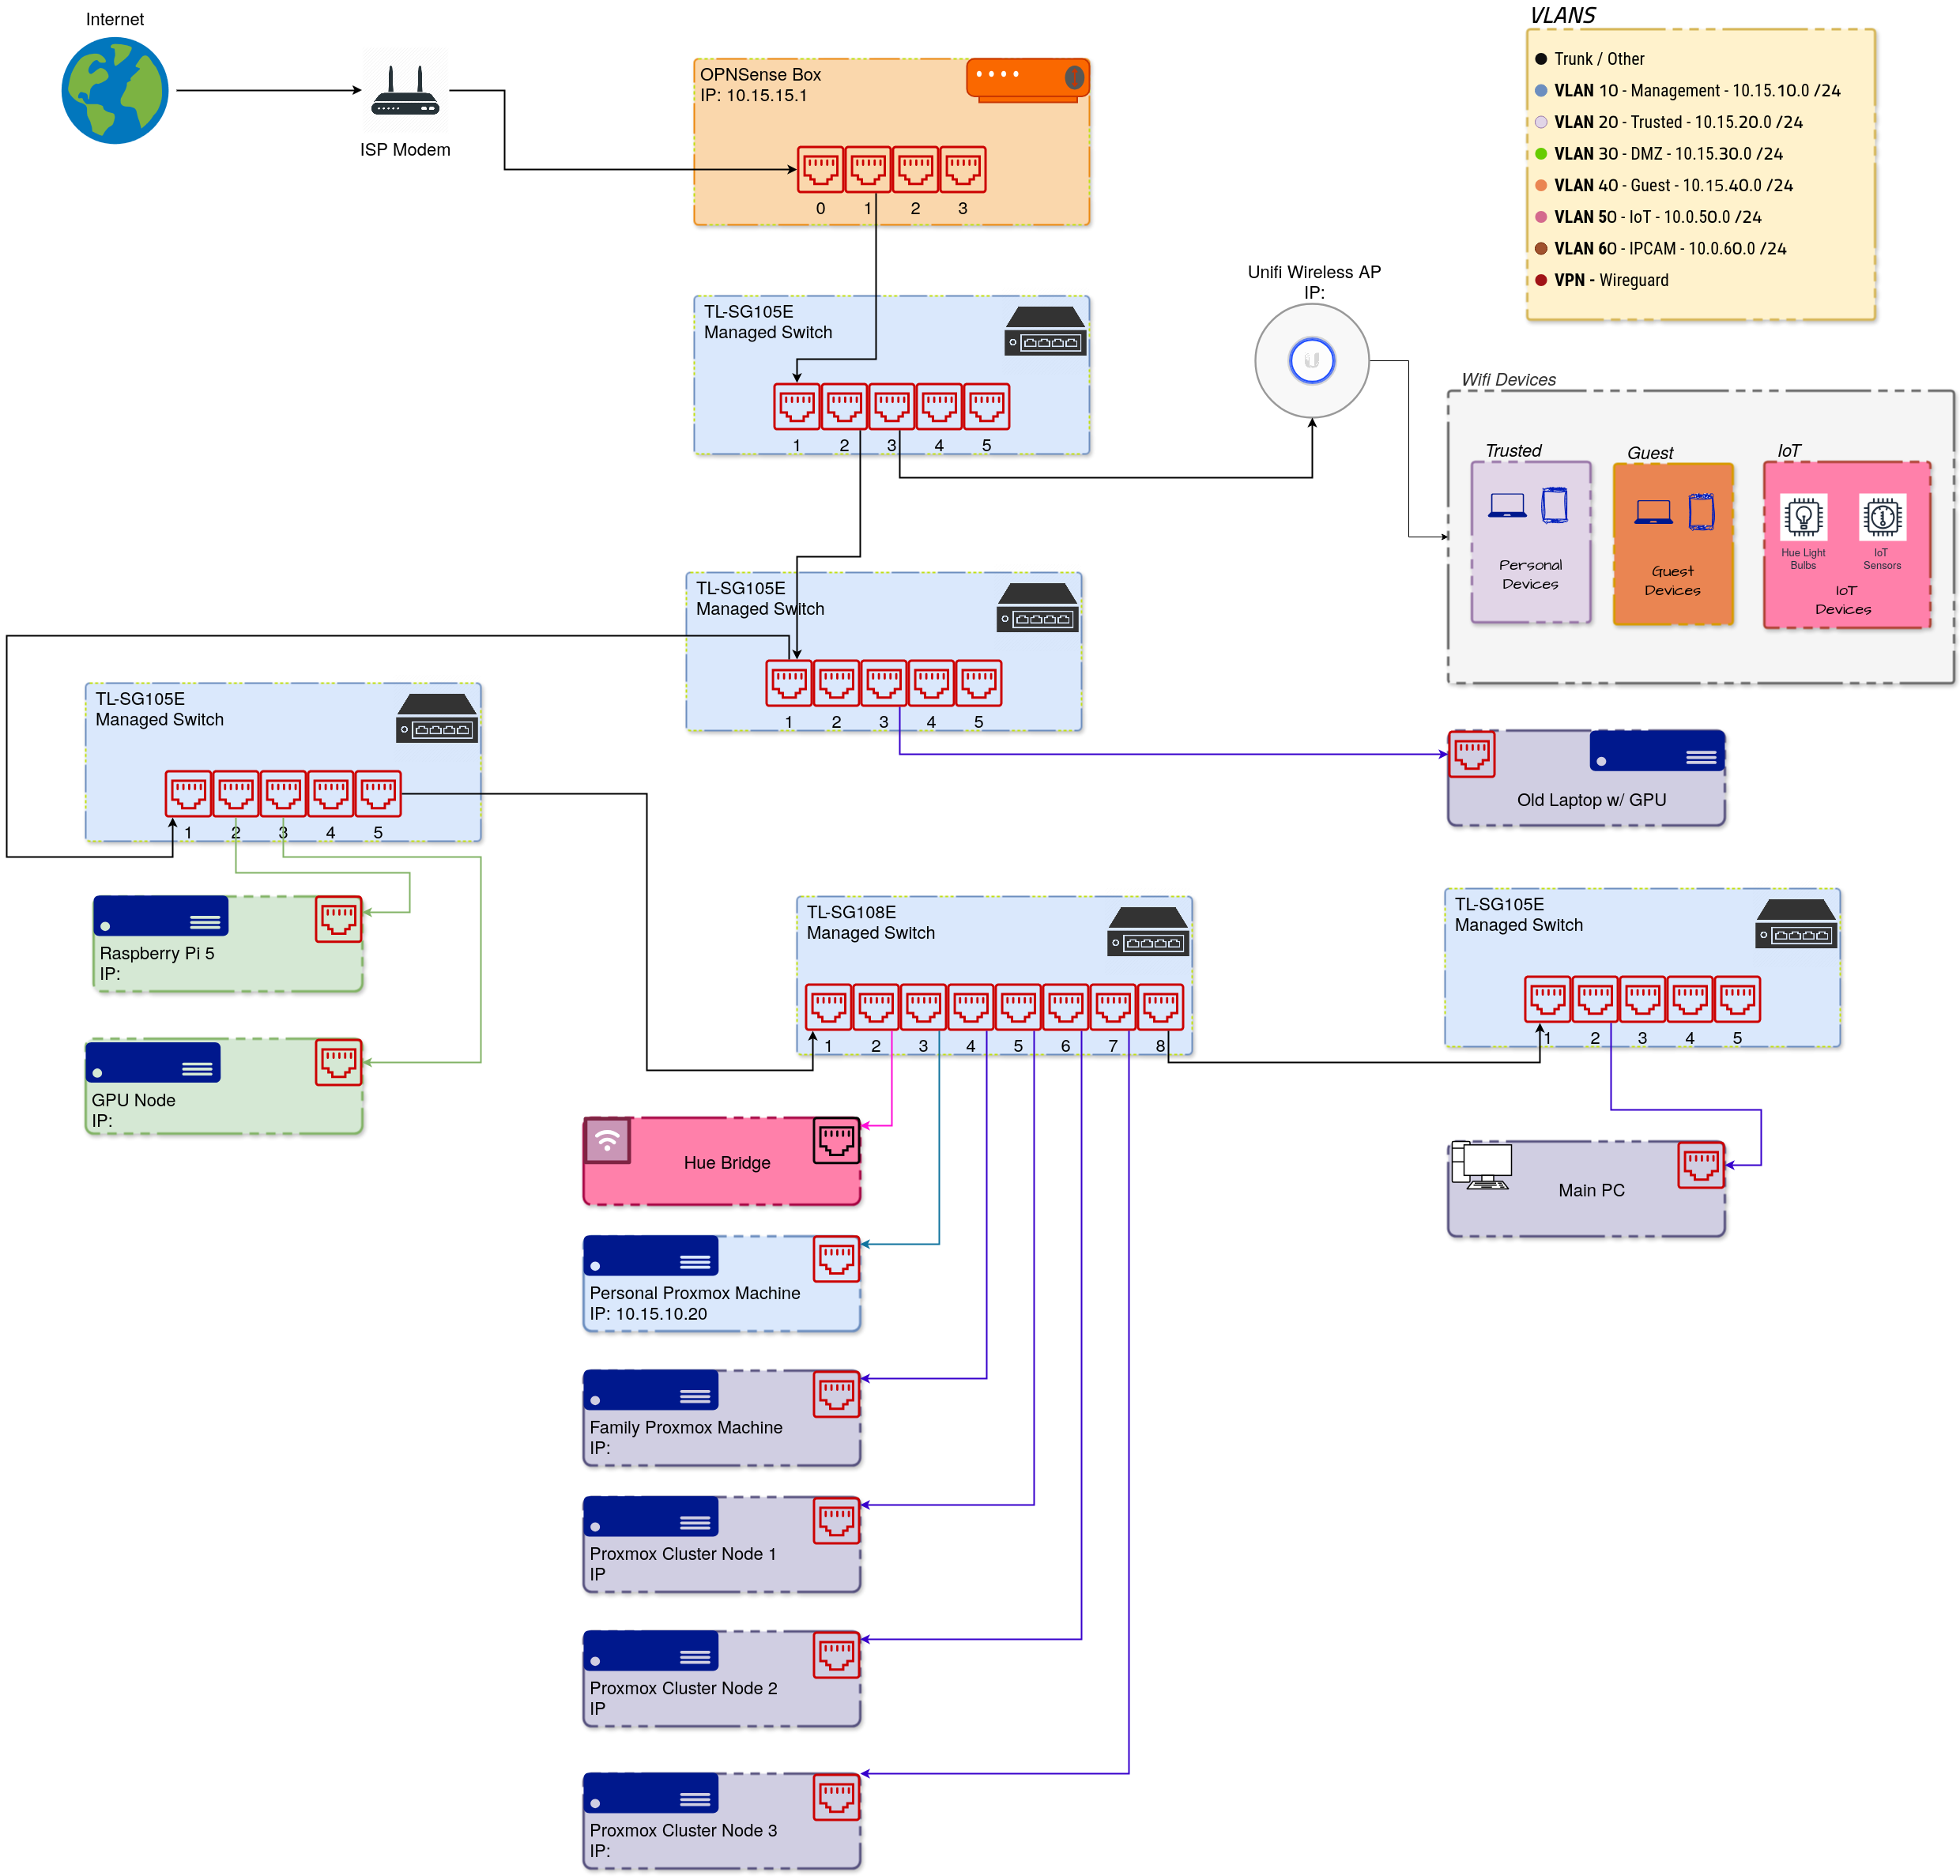 Internet
ISP Modem
OPNSense Box
IP: 10.15.15.1
0 1 2 3
VLANS
Trunk / Other
VLAN 10 - Management - 10.15.10.0 /24
VLAN 20 - Trusted - 10.15.20.0 /24
VLAN 30 - DMZ - 10.15.30.0 /24
VLAN 40 - Guest - 10.15.40.0 /24
VLAN 50 - IoT - 10.0.50.0 /24
VLAN 60 - IPCAM - 10.0.60.0 /24
VPN - Wireguard
TL-SG105E
Managed Switch
1 2 3 4 5
Unifi Wireless AP
IP:
Wifi Devices
Trusted
Personal
Devices
Guest
Guest
Devices
IoT
Hue Light
Bulbs
IoT
Sensors
IoT
Devices
TL-SG105E
Managed Switch
1 2 3 4 5
TL-SG105E
Managed Switch
1 2 3 4 5
Old Laptop w/ GPU
Raspberry Pi 5
IP:
GPU Node
IP:
TL-SG108E
Managed Switch
1 2 3 4 5 6 7 8
TL-SG105E
Managed Switch
1 2 3 4 5
Hue Bridge
Main PC
Personal Proxmox Machine
IP: 10.15.10.20
Family Proxmox Machine
IP:
Proxmox Cluster Node 1
IP
Proxmox Cluster Node 2
IP
Proxmox Cluster Node 3
IP: